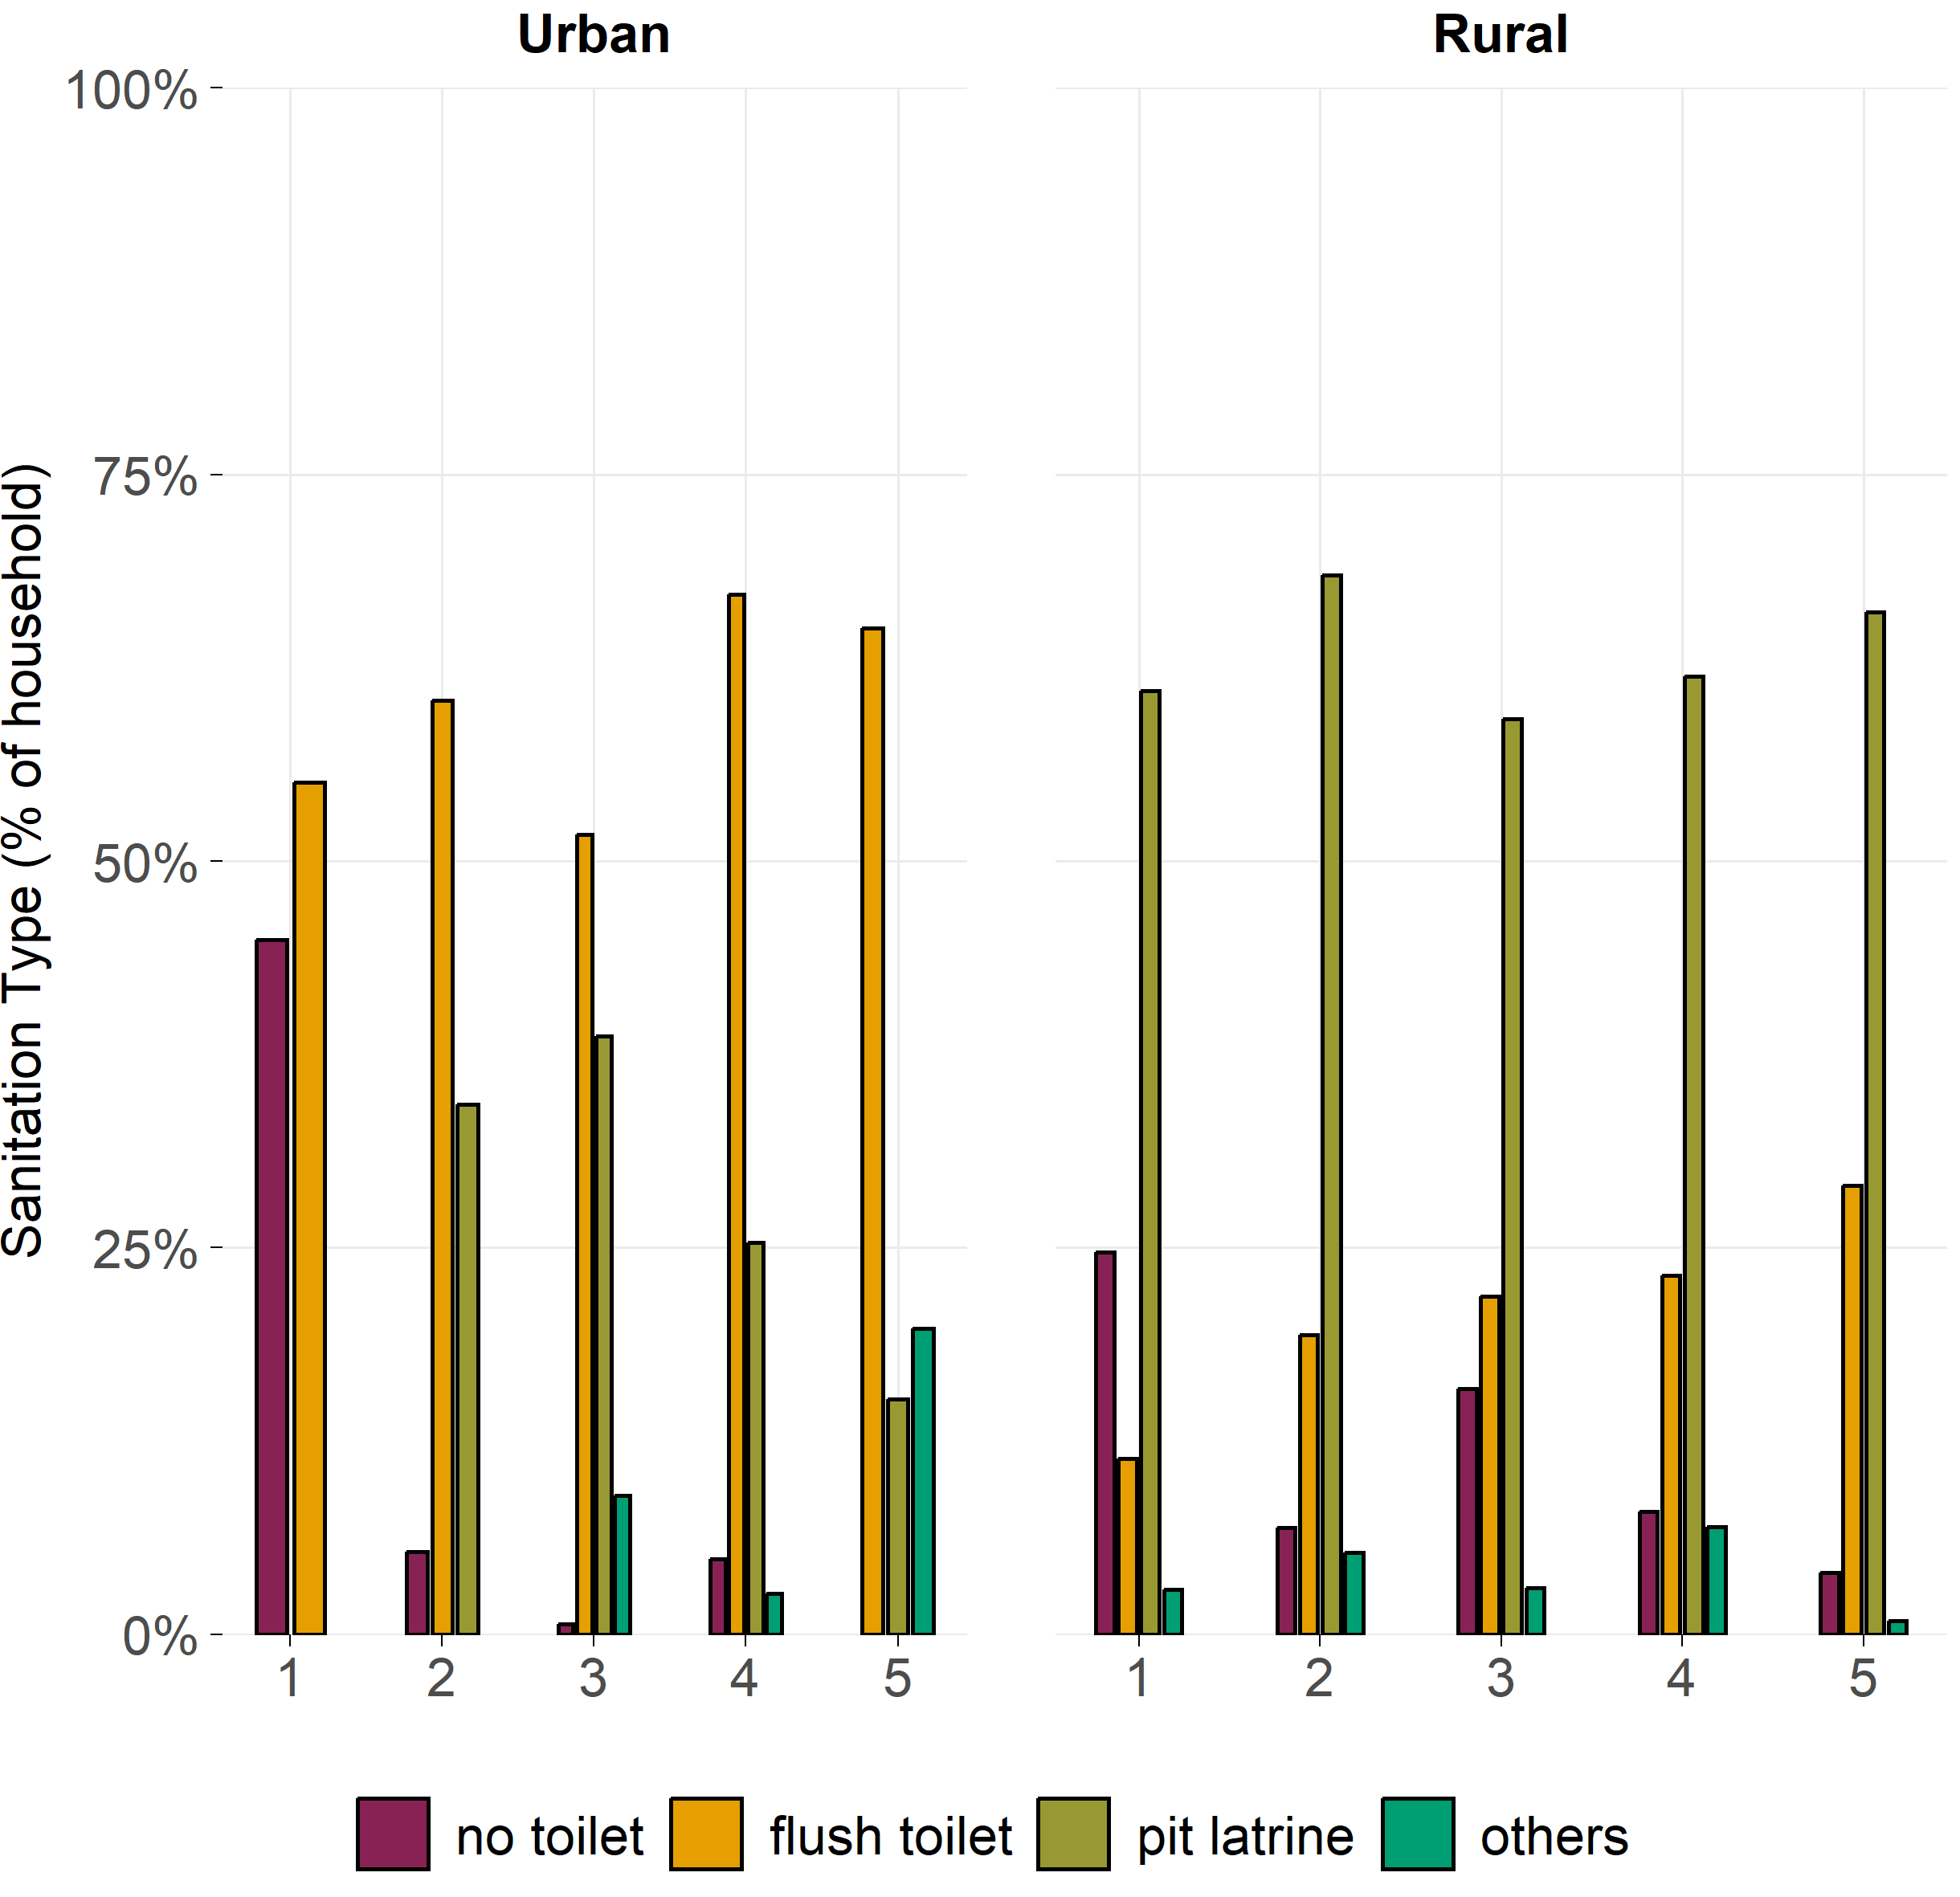 Urban Rural
100%
75%
50%
25%
0%
Sanitation Type (% of household)
1 2 3 4 5 1 2 3 4 5
no toilet flush toilet pit latrine others